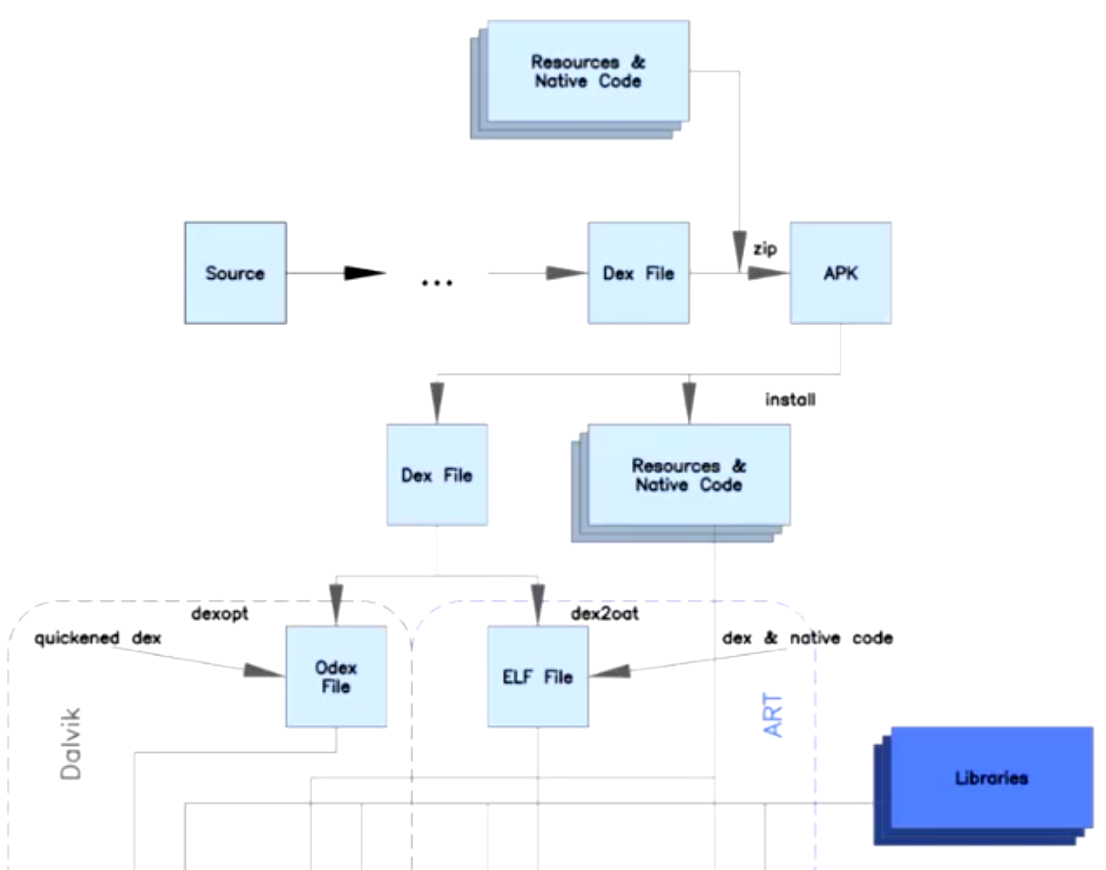 Resources &
Native Code
Source
...
Dex File
zip
APK
install
Dex File
Resources &
Native Code
dexopt
dex2oat
quickened dex
dex & native code
Odex
File
ELF File
Dalvik
ART
Libraries